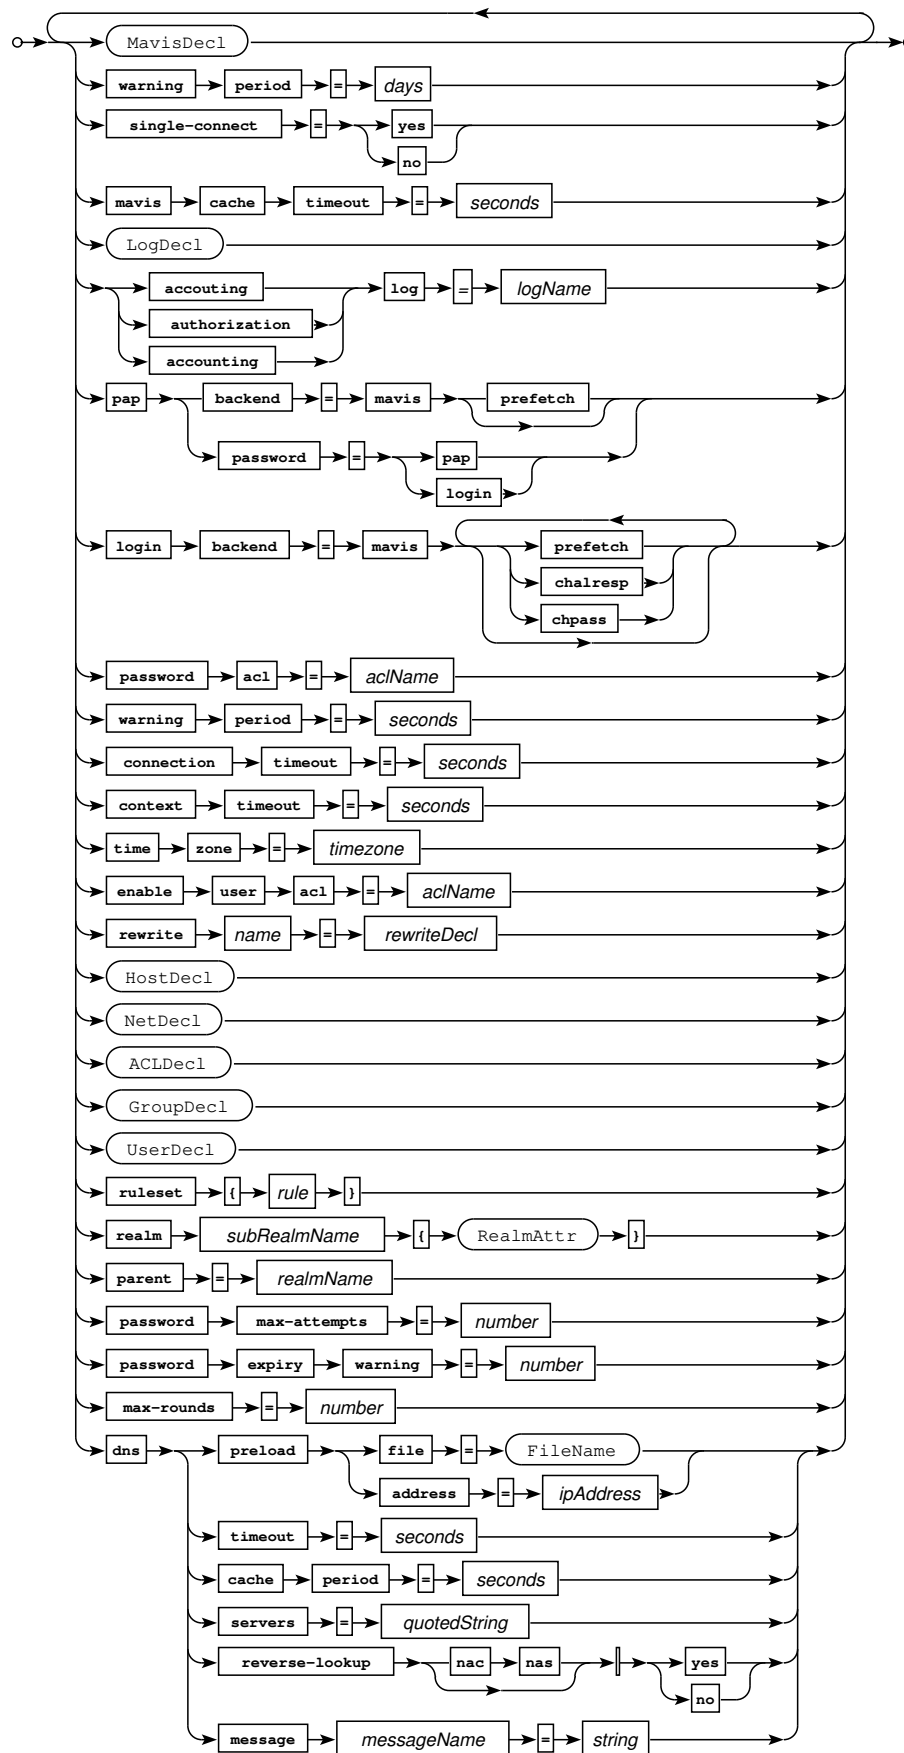 MavisDecl
warning period = days
single-connect = yes
no
mavis cache timeout = seconds
LogDecl
accouting log = logName
authorization
accounting
pap backend = mavis prefetch
password = pap
login
login backend = mavis prefetch
chalresp
chpass
password acl = aclName
warning period = seconds
connection timeout = seconds
context timeout = seconds
time zone = timezone
enable user acl = aclName
rewrite name = rewriteDecl
HostDecl
NetDecl
ACLDecl
GroupDecl
UserDecl
ruleset { rule }
realm subRealmName { RealmAttr }
parent = realmName
password max-attempts = number
password expiry warning = number
max-rounds = number
dns preload file = FileName
address = ipAddress
timeout = seconds
cache period = seconds
servers = quotedString
reverse-lookup nac nas yes
no
message messageName = string